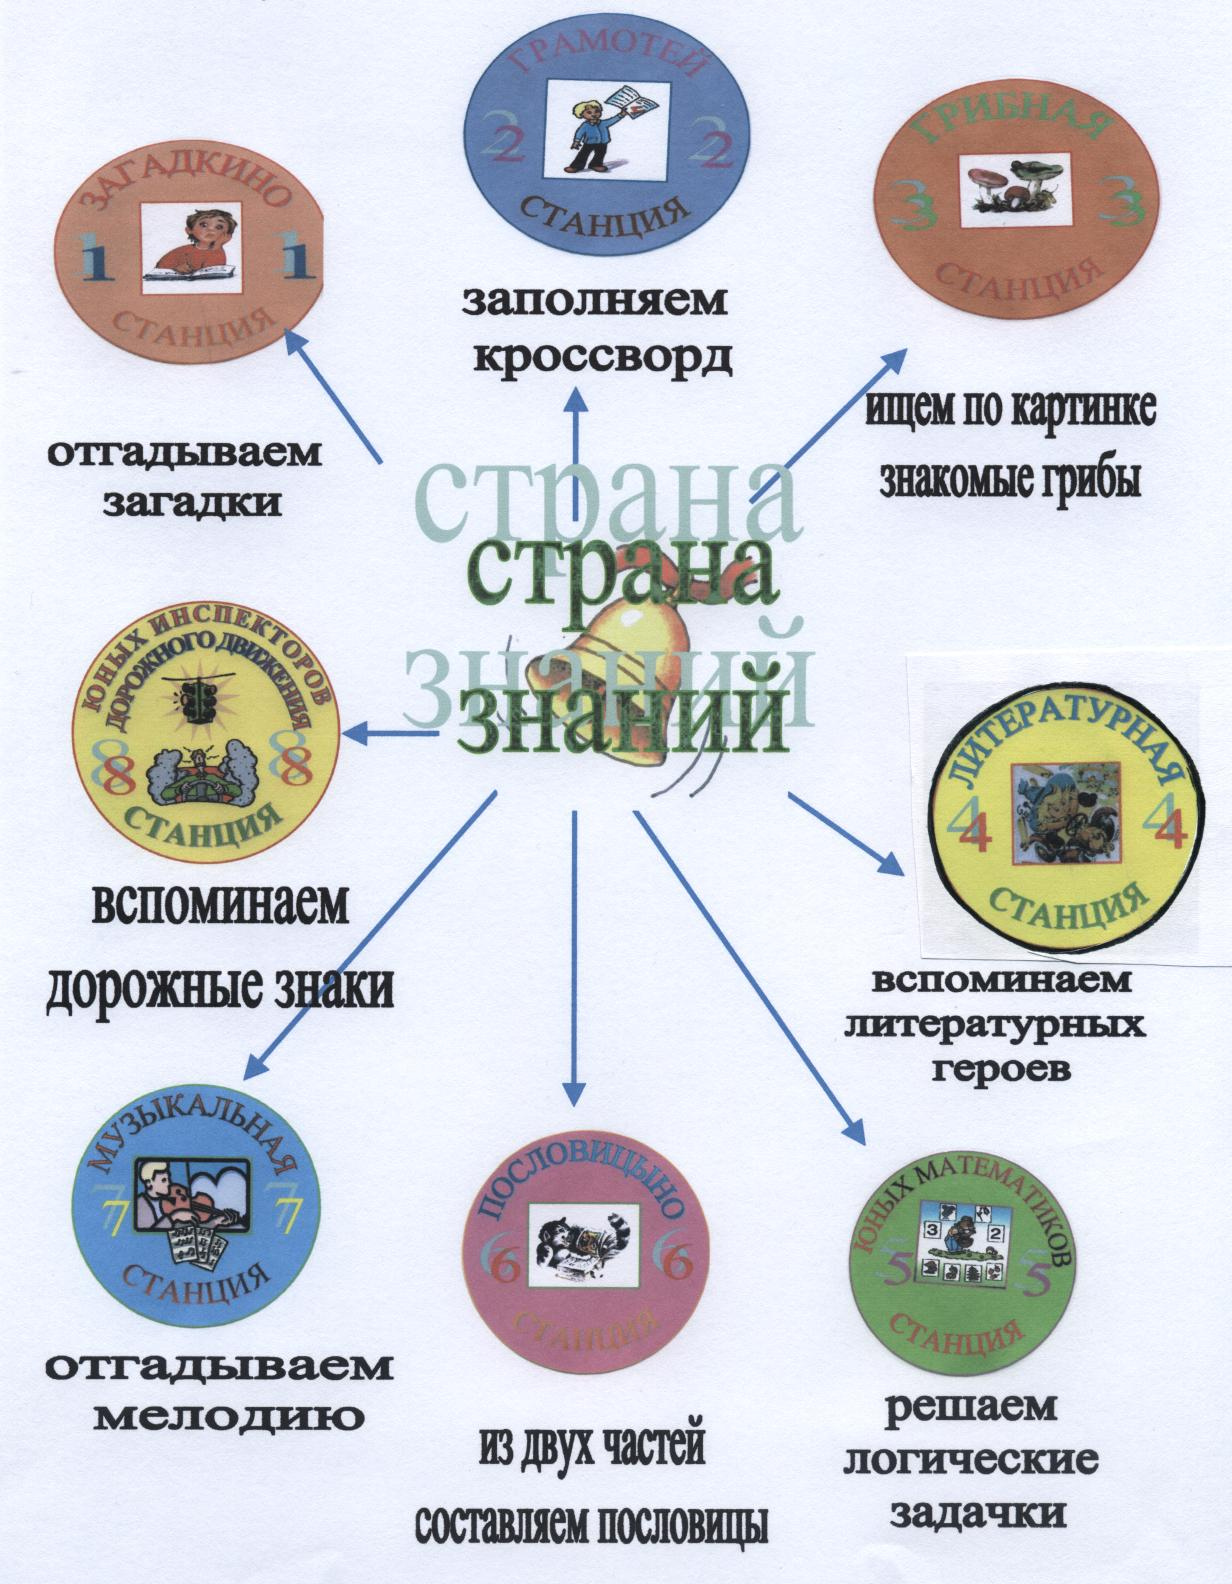 ГРАМОТЕЙ
2 2
СТАНЦИЯ
заполняем
кроссворд
ГРИБНАЯ
3 3
СТАНЦИЯ
ищем по картинке
знакомые грибы
ЗАГАДКИНО
1 1
СТАНЦИЯ
отгадываем
загадки
страна
знаний
ЮНЫХ ИНСПЕКТОРОВ
ДОРОЖНОГО ДВИЖЕНИЯ
8 8
СТАНЦИЯ
вспоминаем
дорожные знаки
ЛИТЕРАТУРНАЯ
4 4
СТАНЦИЯ
вспоминаем
литературных
героев
МУЗЫКАЛЬНАЯ
7 7
СТАНЦИЯ
отгадываем
мелодию
ПОСЛОВИЦЫНО
6 6
СТАНЦИЯ
из двух частей
составляем пословицы
ЮНЫХ МАТЕМАТИКОВ
3 2
5 5
СТАНЦИЯ
решаем
логические
задачки